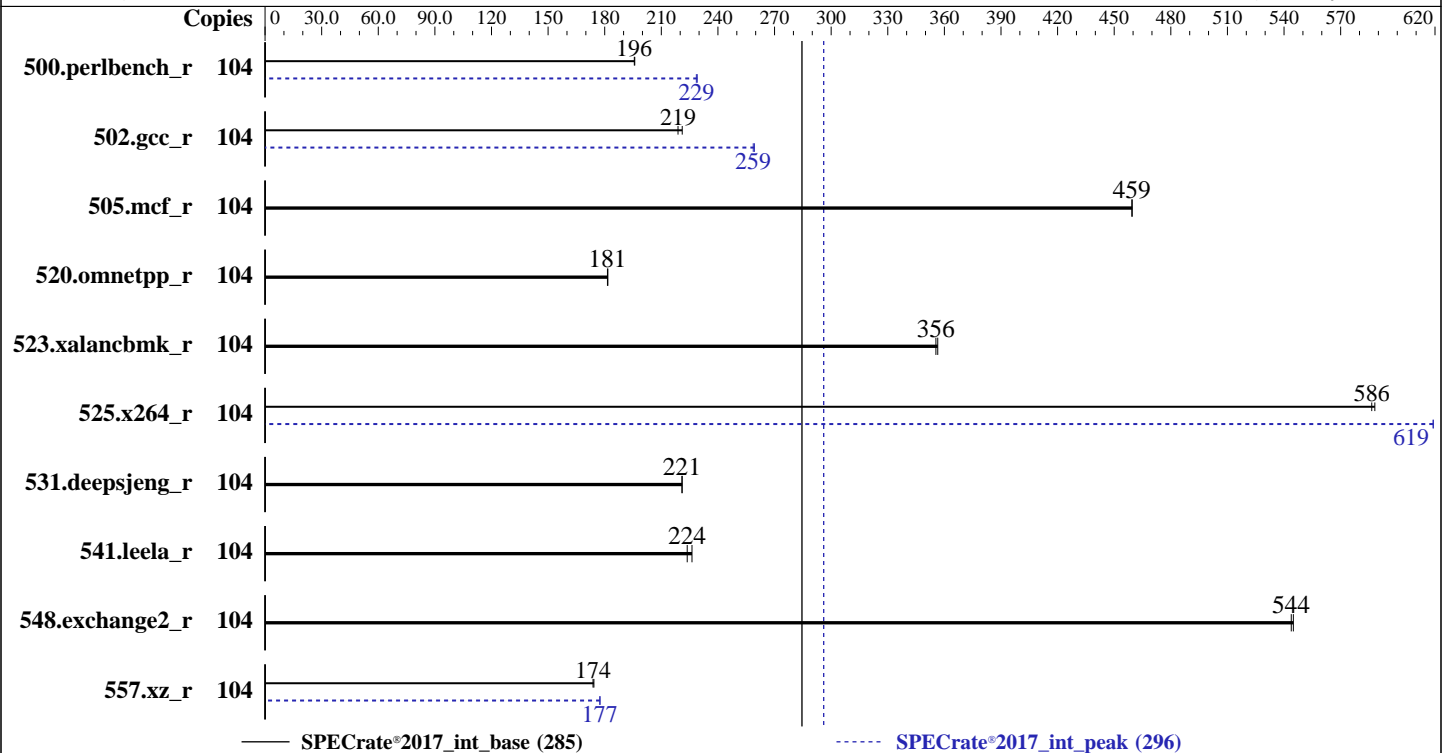 Copies 0 30.0 60.0 90.0 120 150 180 210 240 270 300 330 360 390 420 450 480 510 540 570 620
196
500.perlbench_r 104
229
219
502.gcc_r 104
259
459
505.mcf_r 104
181
520.omnetpp_r 104
356
523.xalancbmk_r 104
586
525.x264_r 104
619
221
531.deepsjeng_r 104
224
541.leela_r 104
544
548.exchange2_r 104
174
557.xz_r 104
177
SPECrate®2017_int_base (285) SPECrate®2017_int_peak (296)